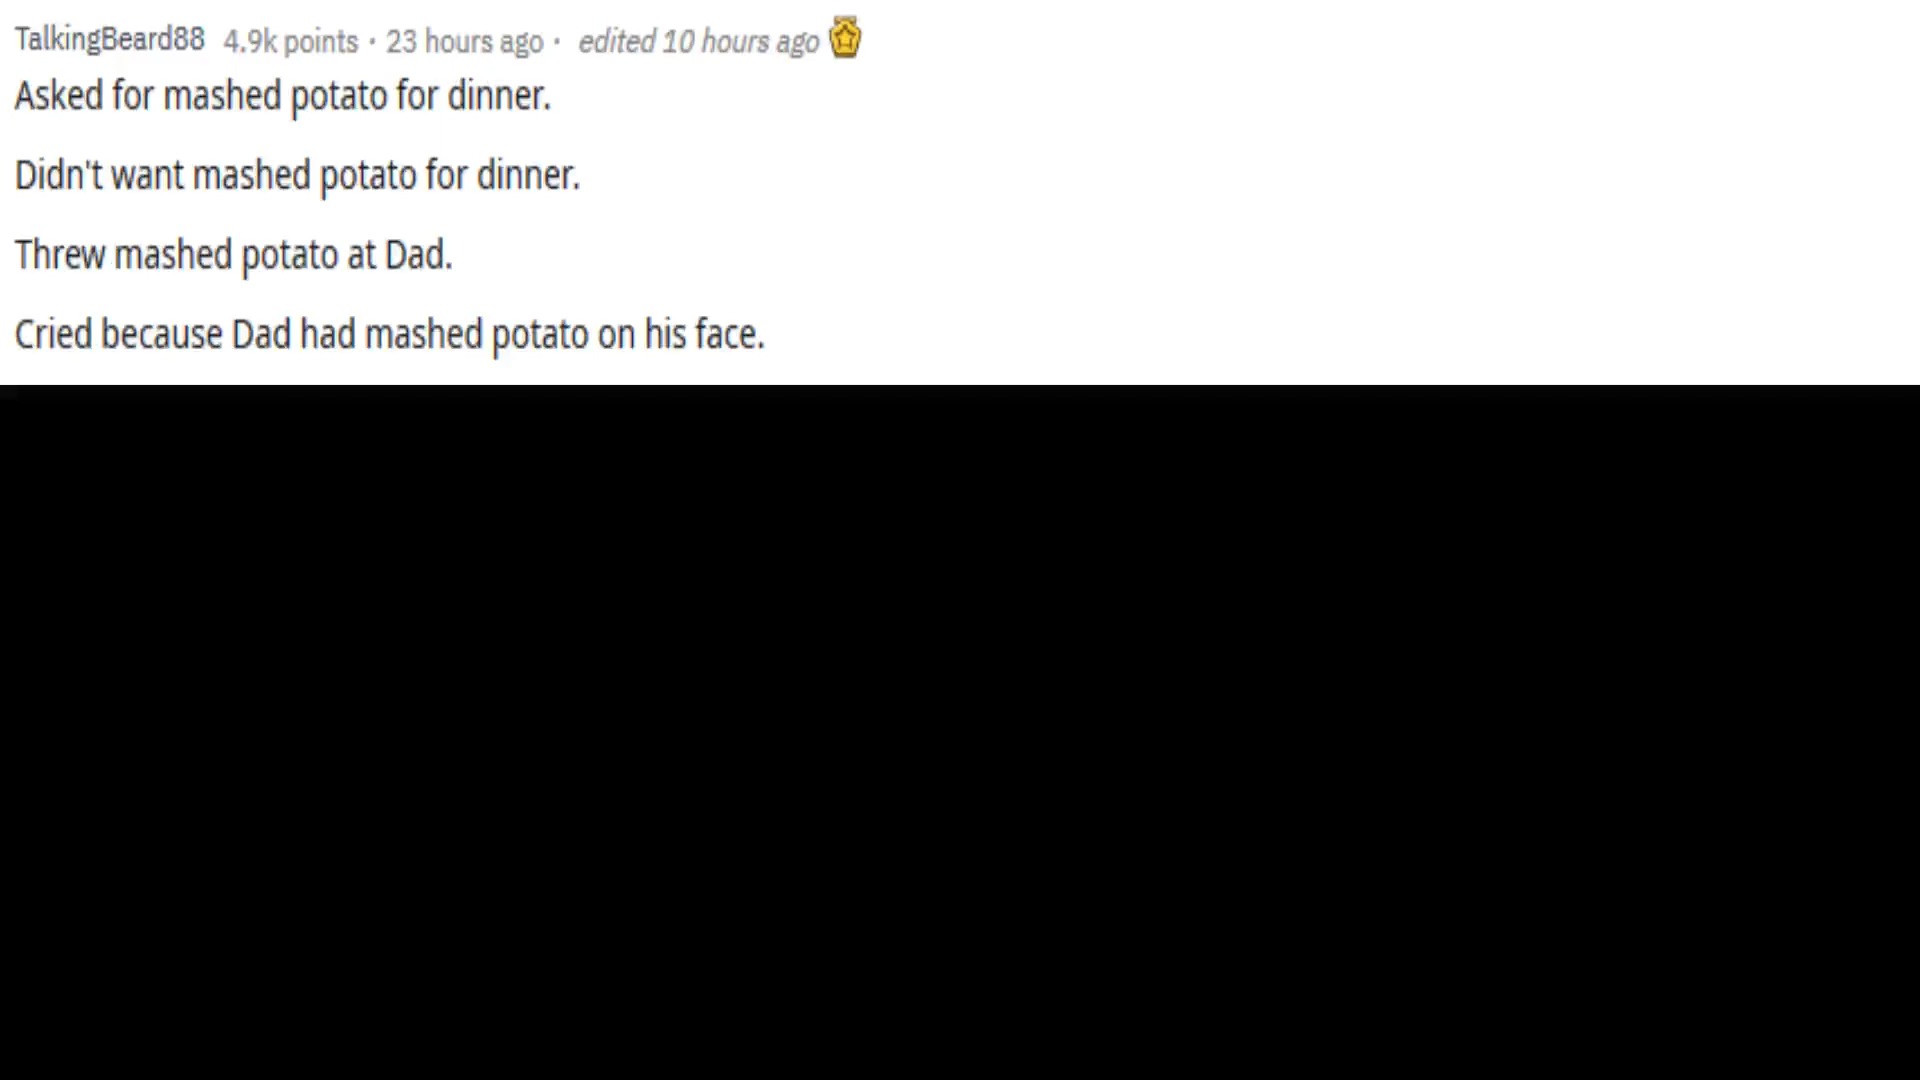 TalkingBeard88 4.9k points · 23 hours ago · edited 10 hours ago
Asked for mashed potato for dinner.
Didn't want mashed potato for dinner.
Threw mashed potato at Dad.
Cried because Dad had mashed potato on his face.